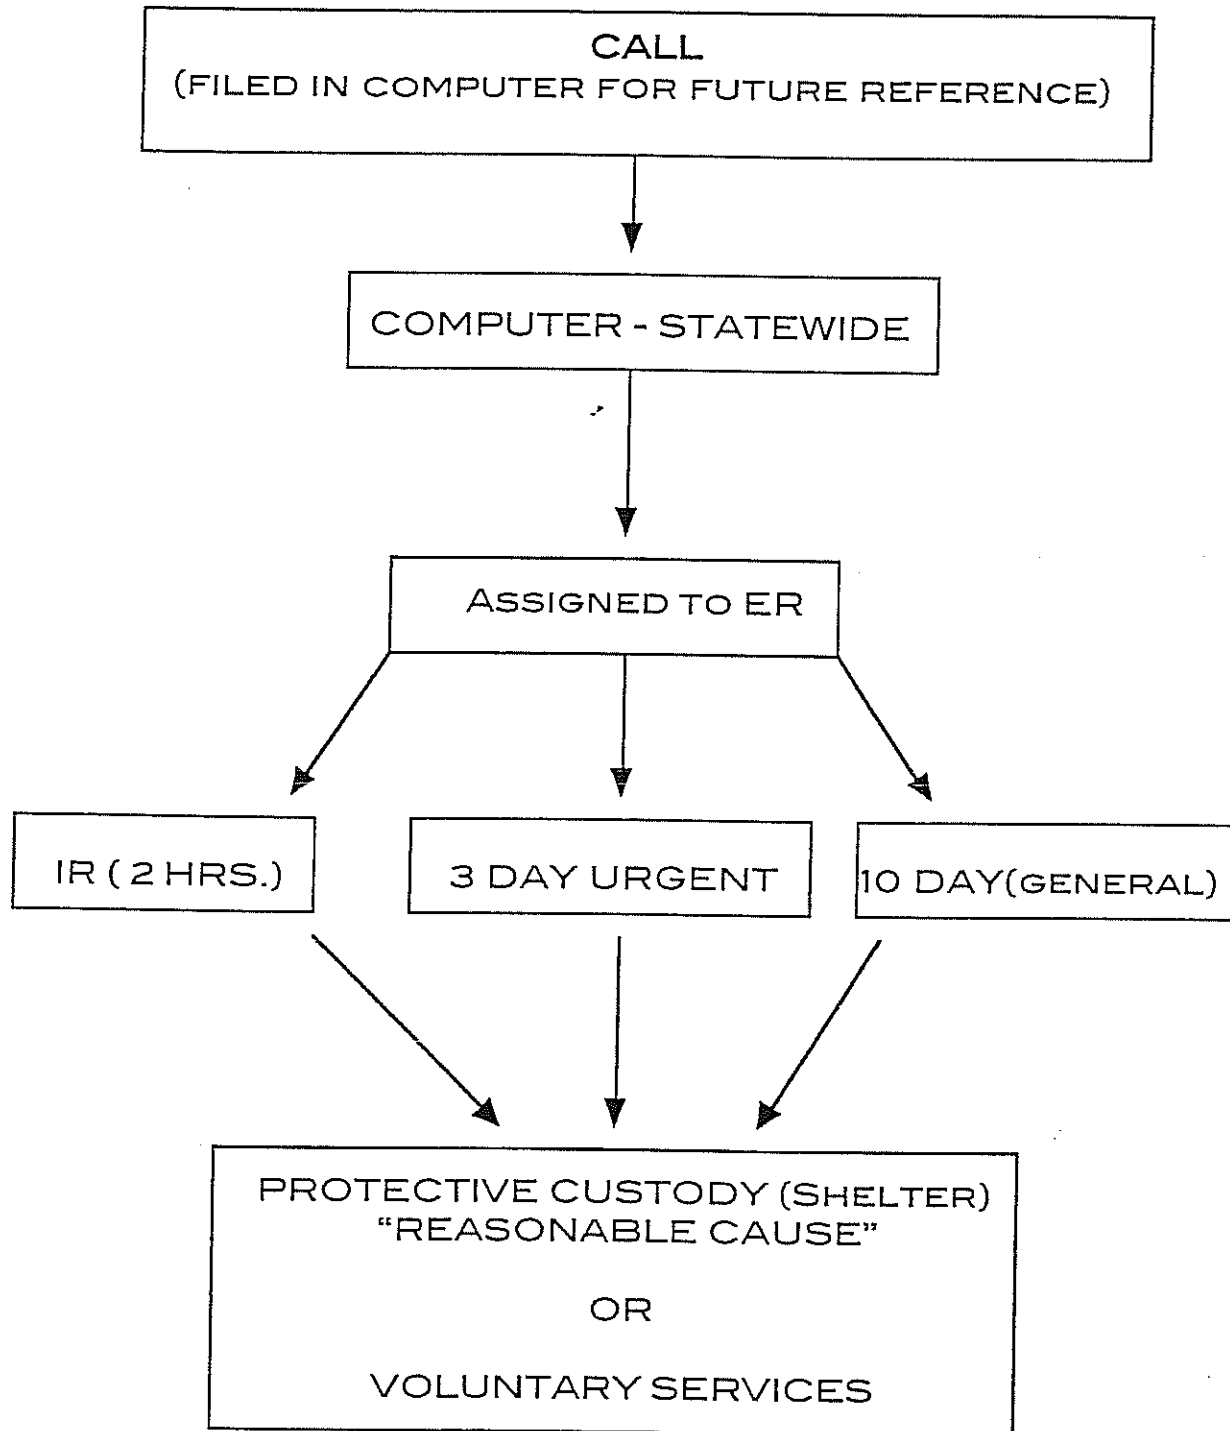 CALL
(FILED IN COMPUTER FOR FUTURE REFERENCE)
COMPUTER - STATEWIDE
ASSIGNED TO ER
IR ( 2 HRS.)
3 DAY URGENT
10 DAY(GENERAL)
PROTECTIVE CUSTODY (SHELTER)
“REASONABLE CAUSE”
OR
VOLUNTARY SERVICES